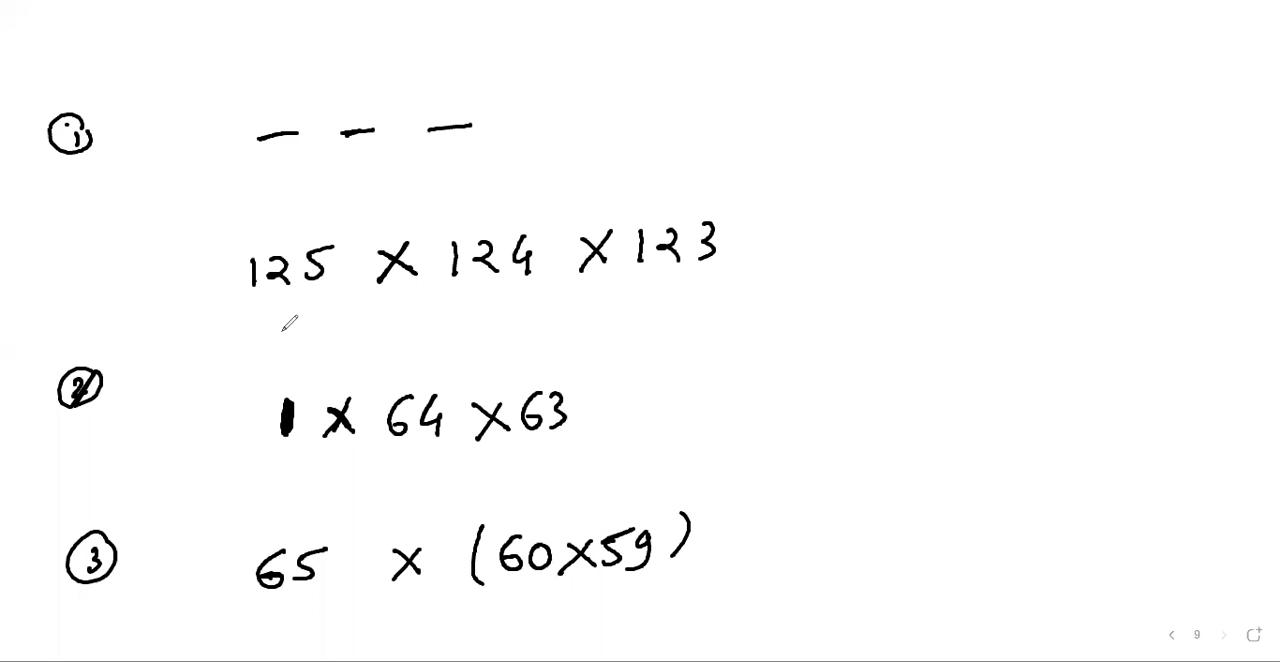 ① — — —
125 × 124 × 123
② 1 × 64 × 63
③ 65 × (60×59)
9